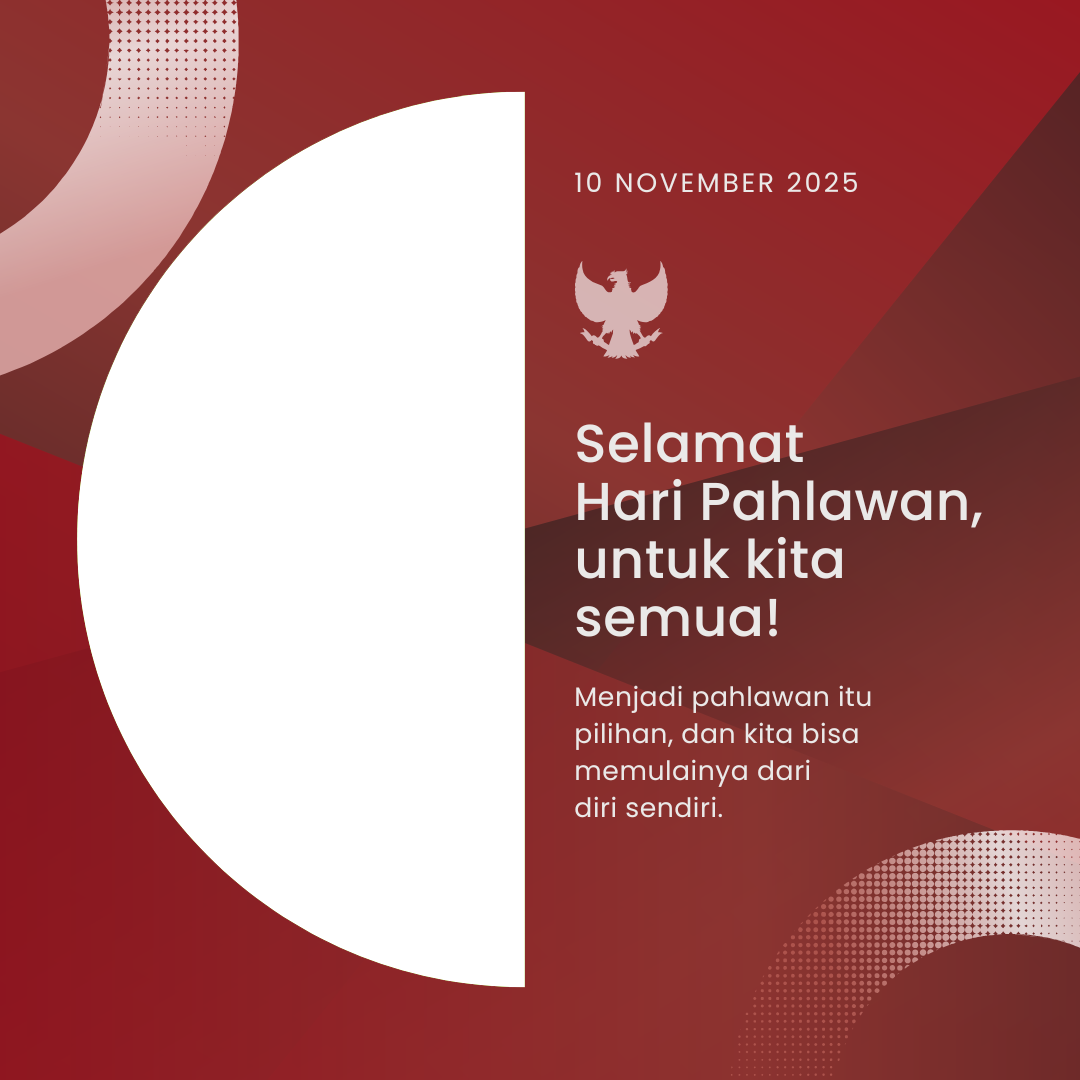 10 NOVEMBER 2025
Selamat
Hari Pahlawan,
untuk kita
semua!
Menjadi pahlawan itu
pilihan, dan kita bisa
memulainya dari
diri sendiri.